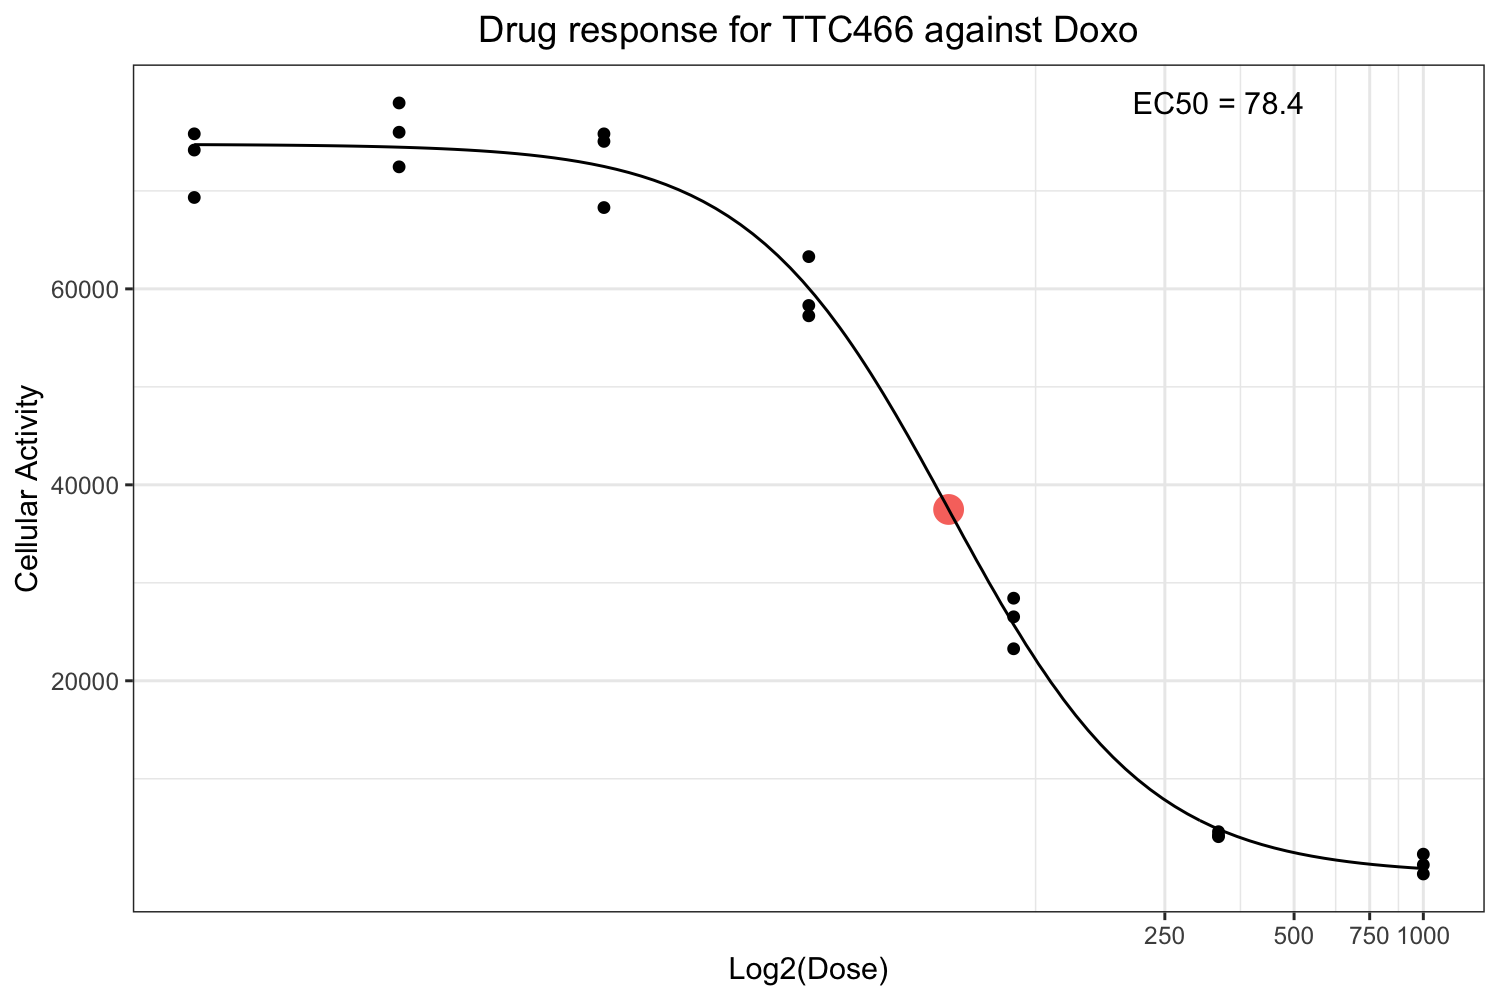 Drug response for TTC466 against Doxo
EC50 = 78.4
60000
40000
20000
Cellular Activity
250 500 750 1000
Log2(Dose)